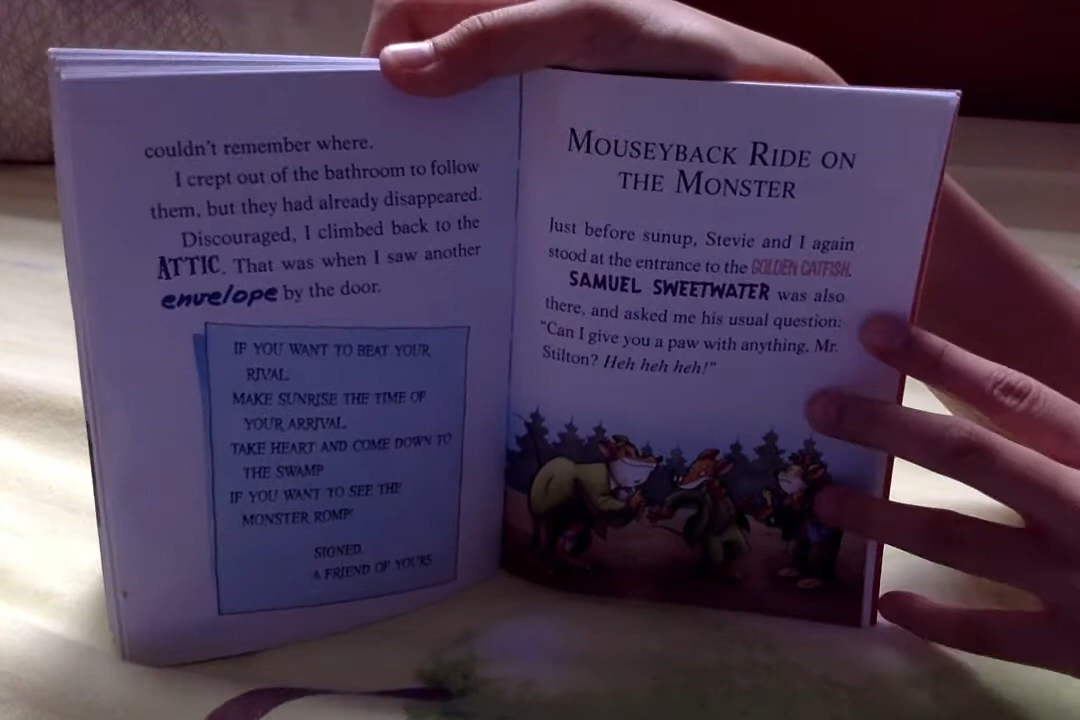 couldn't remember where.
I crept out of the bathroom to follow
them, but they had already disappeared.
Discouraged, I climbed back to the
ATTIC. That was when I saw another
envelope by the door.
IF YOU WANT TO BEAT YOUR
RIVAL
MAKE SUNRISE THE TIME OF
YOUR ARRIVAL.
TAKE HEART AND COME DOWN TO
THE SWAMP
IF YOU WANT TO SEE THE
MONSTER ROMP!
SIGNED,
A FRIEND OF YOURS
MOUSEYBACK RIDE ON
THE MONSTER
Just before sunup, Stevie and I again
stood at the entrance to the GOLDEN CATFISH.
SAMUEL SWEETWATER was also
there, and asked me his usual question:
"Can I give you a paw with anything, Mr.
Stilton? Heh heh heh!"